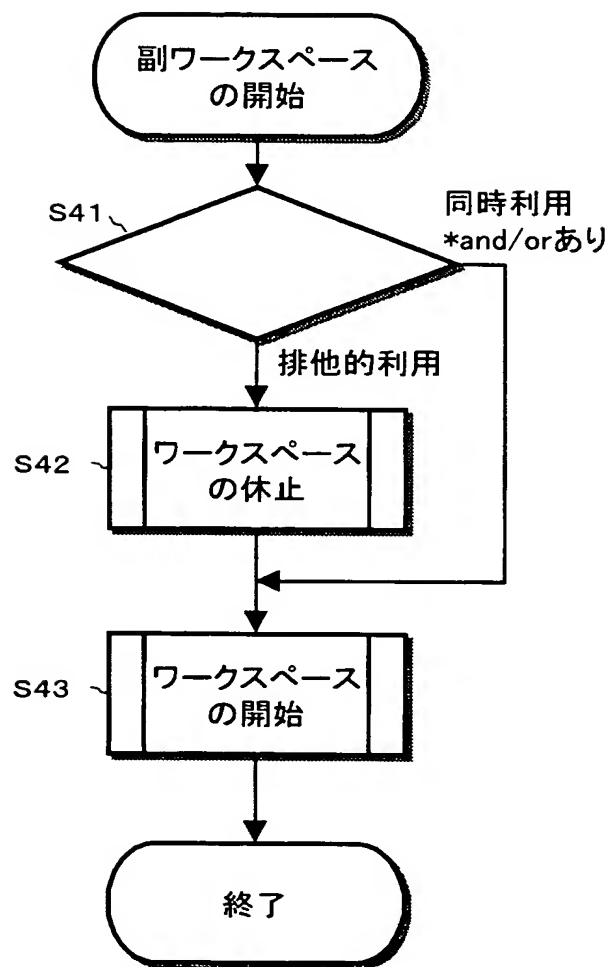 副ワークスペース
の開始
S41
同時利用
*and/orあり
排他的利用
S42
ワークスペース
の休止
S43
ワークスペース
の開始
終了